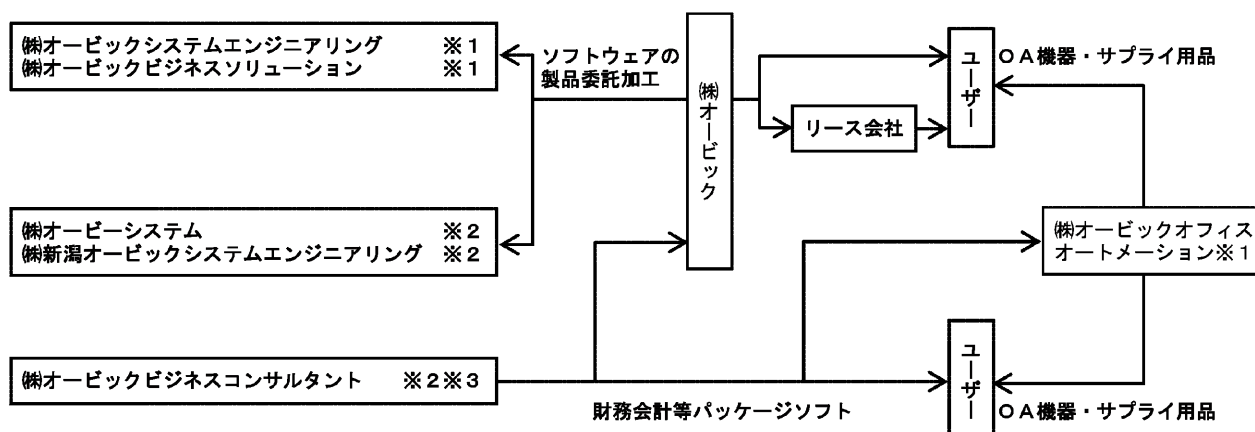 ㈱オービックシステムエンジニアリング ※1
㈱オービックビジネスソリューション ※1
ソフトウェアの
製品委託加工
㈱オービック
リース会社
ユーザー
OA機器・サプライ用品
㈱オービーシステム ※2
㈱新潟オービックシステムエンジニアリング ※2
㈱オービックオフィス
オートメーション※1
㈱オービックビジネスコンサルタント ※2※3
財務会計等パッケージソフト
ユーザー
OA機器・サプライ用品